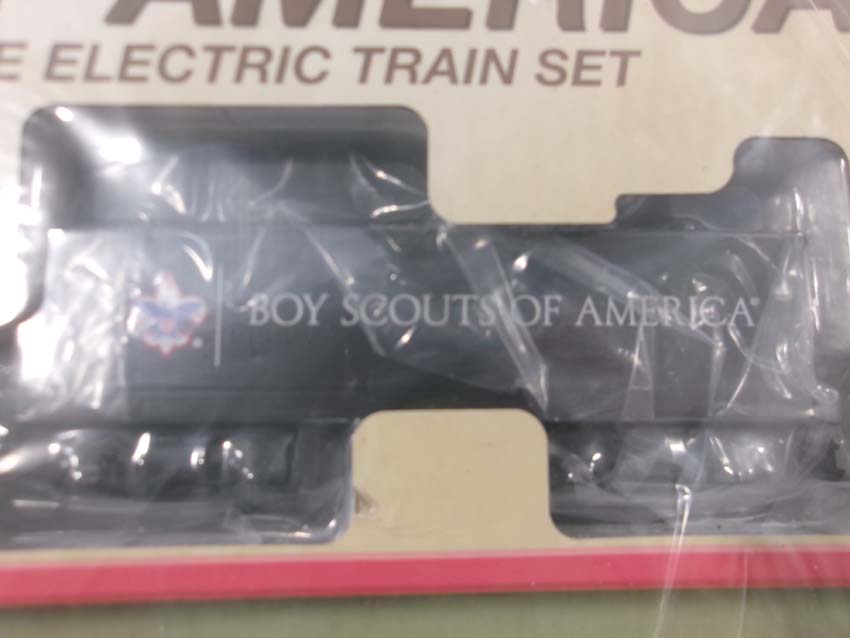 AMERICA
E ELECTRIC TRAIN SET
BOY SCOUTS OF AMERICA®